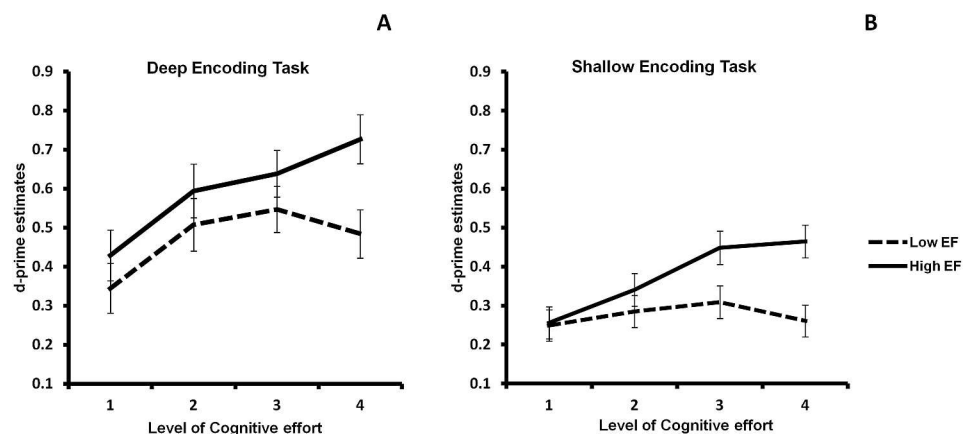 A
Deep Encoding Task
0.9
0.8
0.7
0.6
0.5
0.4
0.3
0.2
0.1
d-prime estimates
1 2 3 4
Level of Cognitive effort
B
Shallow Encoding Task
0.9
0.8
0.7
0.6
0.5
0.4
0.3
0.2
0.1
d-prime estimates
1 2 3 4
Level of Cognitive effort
Low EF
High EF